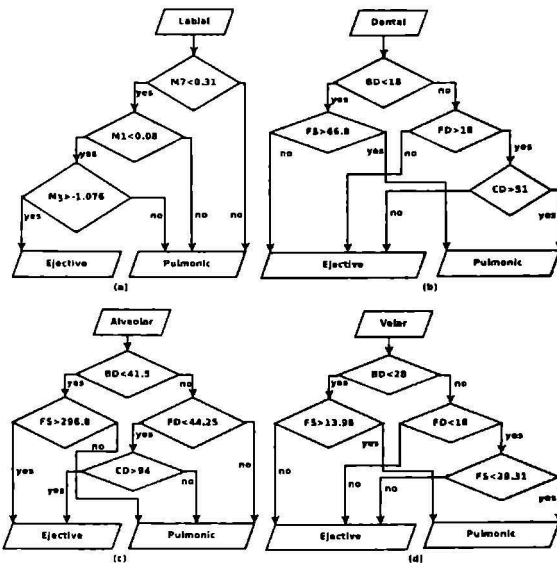 Labial
M7<0.31
yes
M1<0.08
yes
M3>-1.076
yes
no
no
no
Ejective
Pulmonic
(a)
Dental
BD<18
yes
no
FS>46.8
FD>18
no
yes
no
yes
CD>51
no
yes
Ejective
Pulmonic
(b)
Alveolar
BD<41.5
yes
no
FS>296.8
FD<44.25
no
yes
yes
CD>94
yes
no
no
Ejective
Pulmonic
(c)
Velar
BD<28
yes
no
FS>13.98
FD<18
yes
yes
no
FS<29.31
no
no
yes
Ejective
Pulmonic
(d)